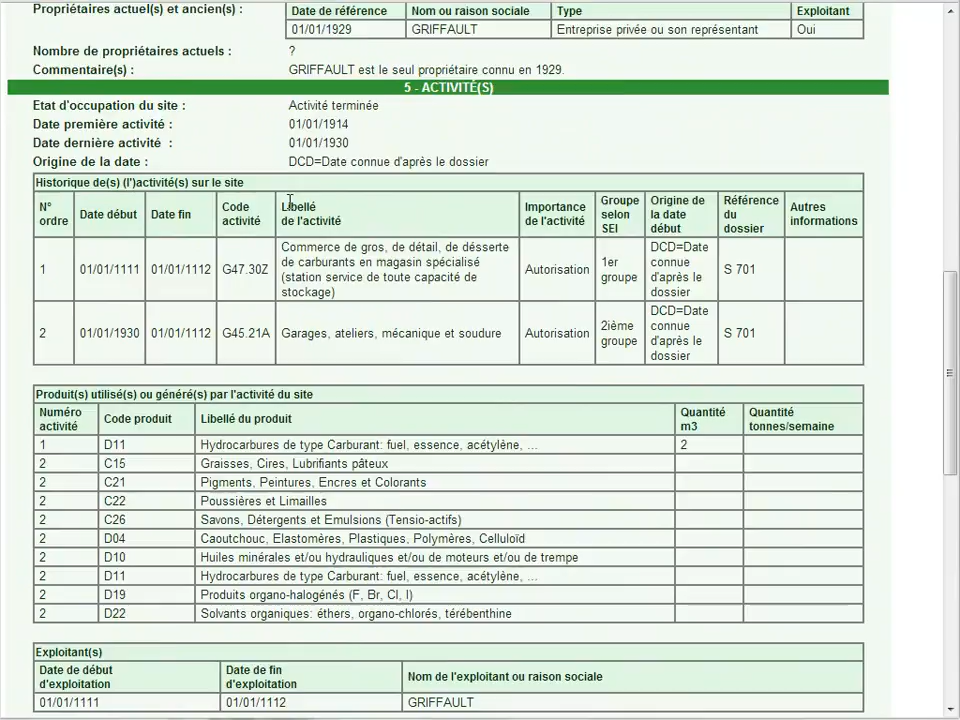 Propriétaires actuel(s) et ancien(s) :
Date de référence Nom ou raison sociale Type Exploitant
01/01/1929 GRIFFAULT Entreprise privée ou son représentant Oui
Nombre de propriétaires actuels : ?
Commentaire(s) : GRIFFAULT est le seul propriétaire connu en 1929.
5 - ACTIVITÉ(S)
Etat d'occupation du site : Activité terminée
Date première activité : 01/01/1914
Date dernière activité : 01/01/1930
Origine de la date : DCD=Date connue d'après le dossier
Historique de(s) (l')activité(s) sur le site
N° ordre Date début Date fin Code activité Libellé de l'activité Importance de l'activité Groupe selon SEI Origine de la date début Référence du dossier Autres informations
1 01/01/1111 01/01/1112 G47.30Z Commerce de gros, de détail, de désserte de carburants en magasin spécialisé (station service de toute capacité de stockage) Autorisation 1er groupe DCD=Date connue d'après le dossier S 701
2 01/01/1930 01/01/1112 G45.21A Garages, ateliers, mécanique et soudure Autorisation 2ième groupe DCD=Date connue d'après le dossier S 701
Produit(s) utilisé(s) ou généré(s) par l'activité du site
Numéro activité Code produit Libellé du produit Quantité m3 Quantité tonnes/semaine
1 D11 Hydrocarbures de type Carburant: fuel, essence, acétylène, ... 2
2 C15 Graisses, Cires, Lubrifiants pâteux
2 C21 Pigments, Peintures, Encres et Colorants
2 C22 Poussières et Limailles
2 C26 Savons, Détergents et Emulsions (Tensio-actifs)
2 D04 Caoutchouc, Elastomères, Plastiques, Polymères, Celluloïd
2 D10 Huiles minérales et/ou hydrauliques et/ou de moteurs et/ou de trempe
2 D11 Hydrocarbures de type Carburant: fuel, essence, acétylène, ...
2 D19 Produits organo-halogénés (F, Br, Cl, I)
2 D22 Solvants organiques: éthers, organo-chlorés, térébenthine
Exploitant(s)
Date de début d'exploitation Date de fin d'exploitation Nom de l'exploitant ou raison sociale
01/01/1111 01/01/1112 GRIFFAULT